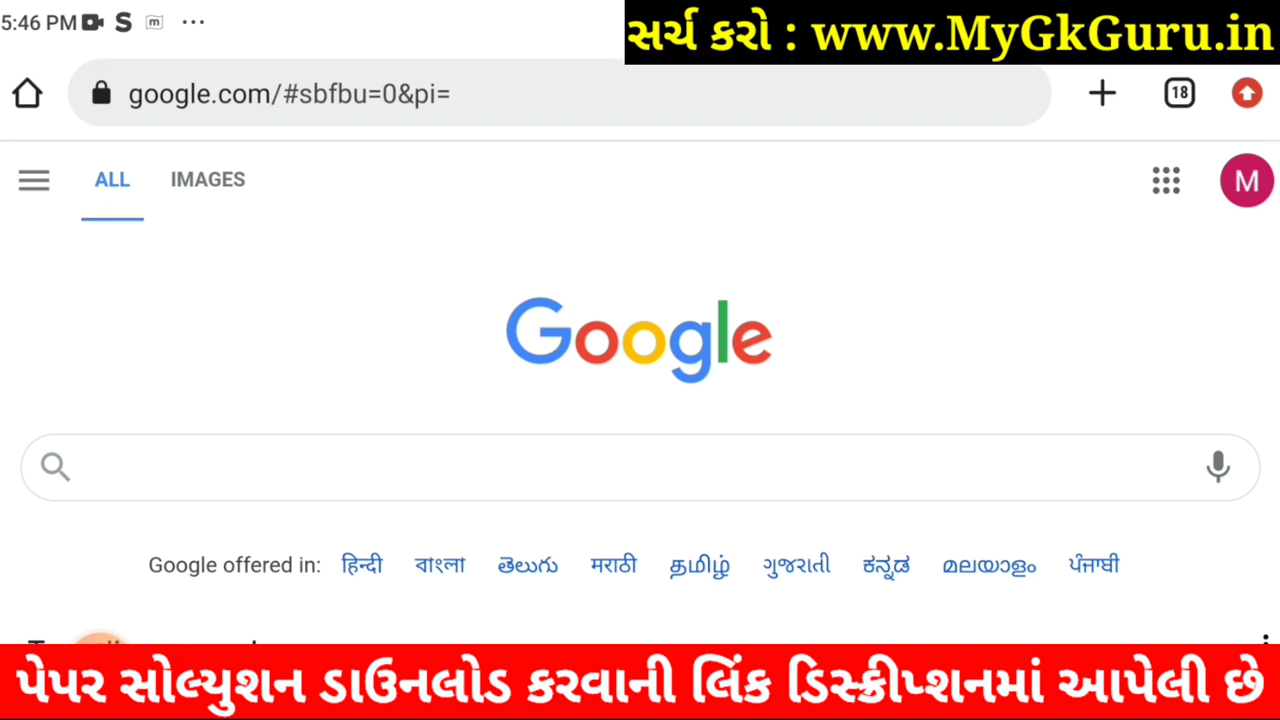 5:46 PM
સર્ચ કરો : www.MyGkGuru.in
google.com/#sbfbu=0&pi=
18
ALL IMAGES
M
Google
Google offered in: हिन्दी বাংলা తెలుగు मराठी தமிழ் ગુજરાતી ಕನ್ನಡ മലയാളം ਪੰਜਾਬੀ
પેપર સોલ્યુશન ડાઉનલોડ કરવાની લિંક ડિસ્ક્રીપ્શનમાં આપેલી છે